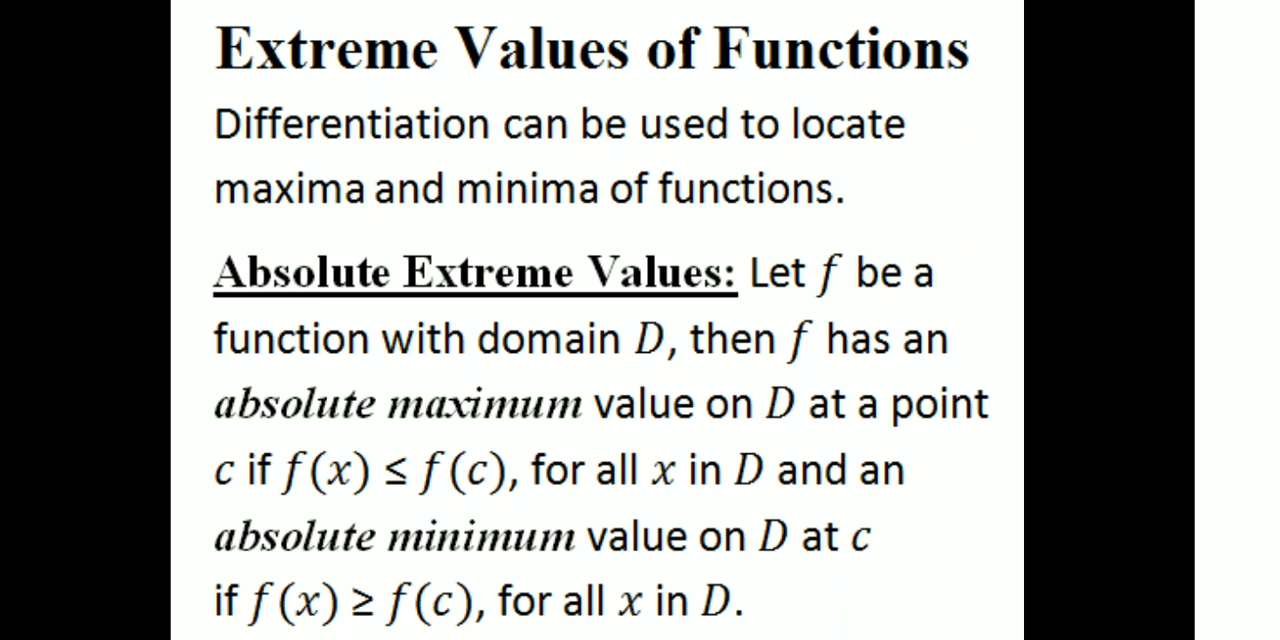 Extreme Values of Functions
Differentiation can be used to locate
maxima and minima of functions.
Absolute Extreme Values: Let f be a
function with domain D, then f has an
absolute maximum value on D at a point
c if f(x) ≤ f(c), for all x in D and an
absolute minimum value on D at c
if f(x) ≥ f(c), for all x in D.